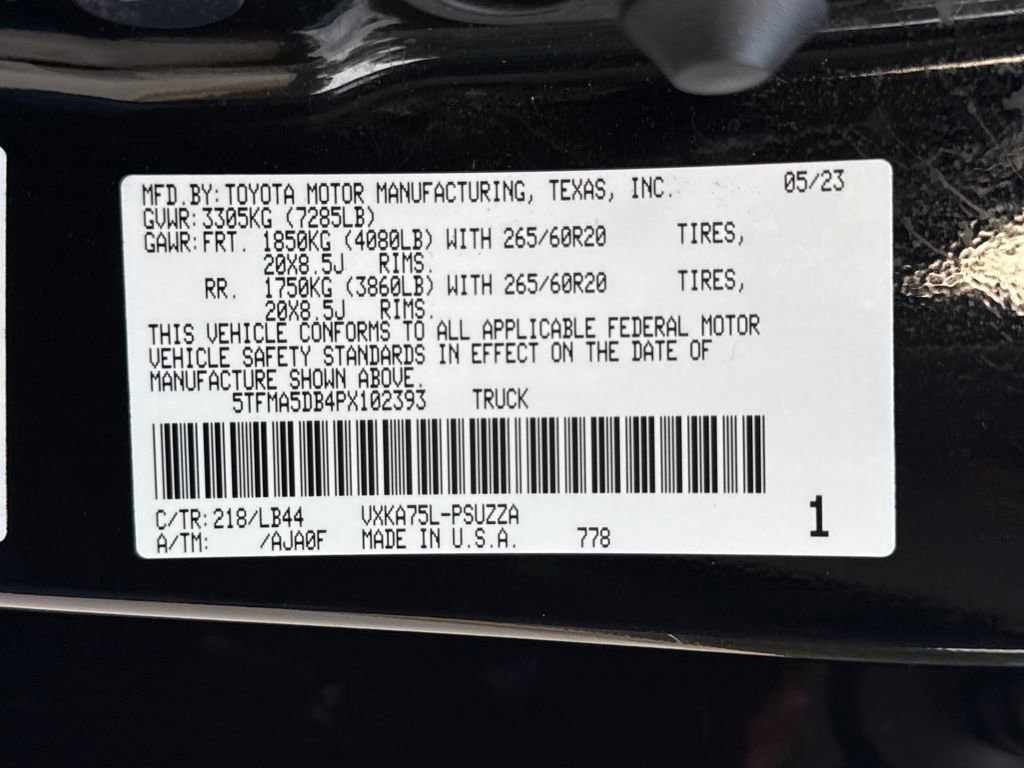 MFD.BY: TOYOTA MOTOR MANUFACTURING, TEXAS, INC. 05/23
GVWR: 3305KG (7285LB)
GAWR: FRT. 1850KG (4080LB) WITH 265/60R20 TIRES,
20X8.5J RIMS.
RR. 1750KG (3860LB) WITH 265/60R20 TIRES,
20X8.5J RIMS.
THIS VEHICLE CONFORMS TO ALL APPLICABLE FEDERAL MOTOR
VEHICLE SAFETY STANDARDS IN EFFECT ON THE DATE OF
MANUFACTURE SHOWN ABOVE.
5TFMA5DB4PX102393 TRUCK
C/TR: 218/LB44 VXKA75L-PSUZZA
A/TM: /AJA0F MADE IN U.S.A. 778
1